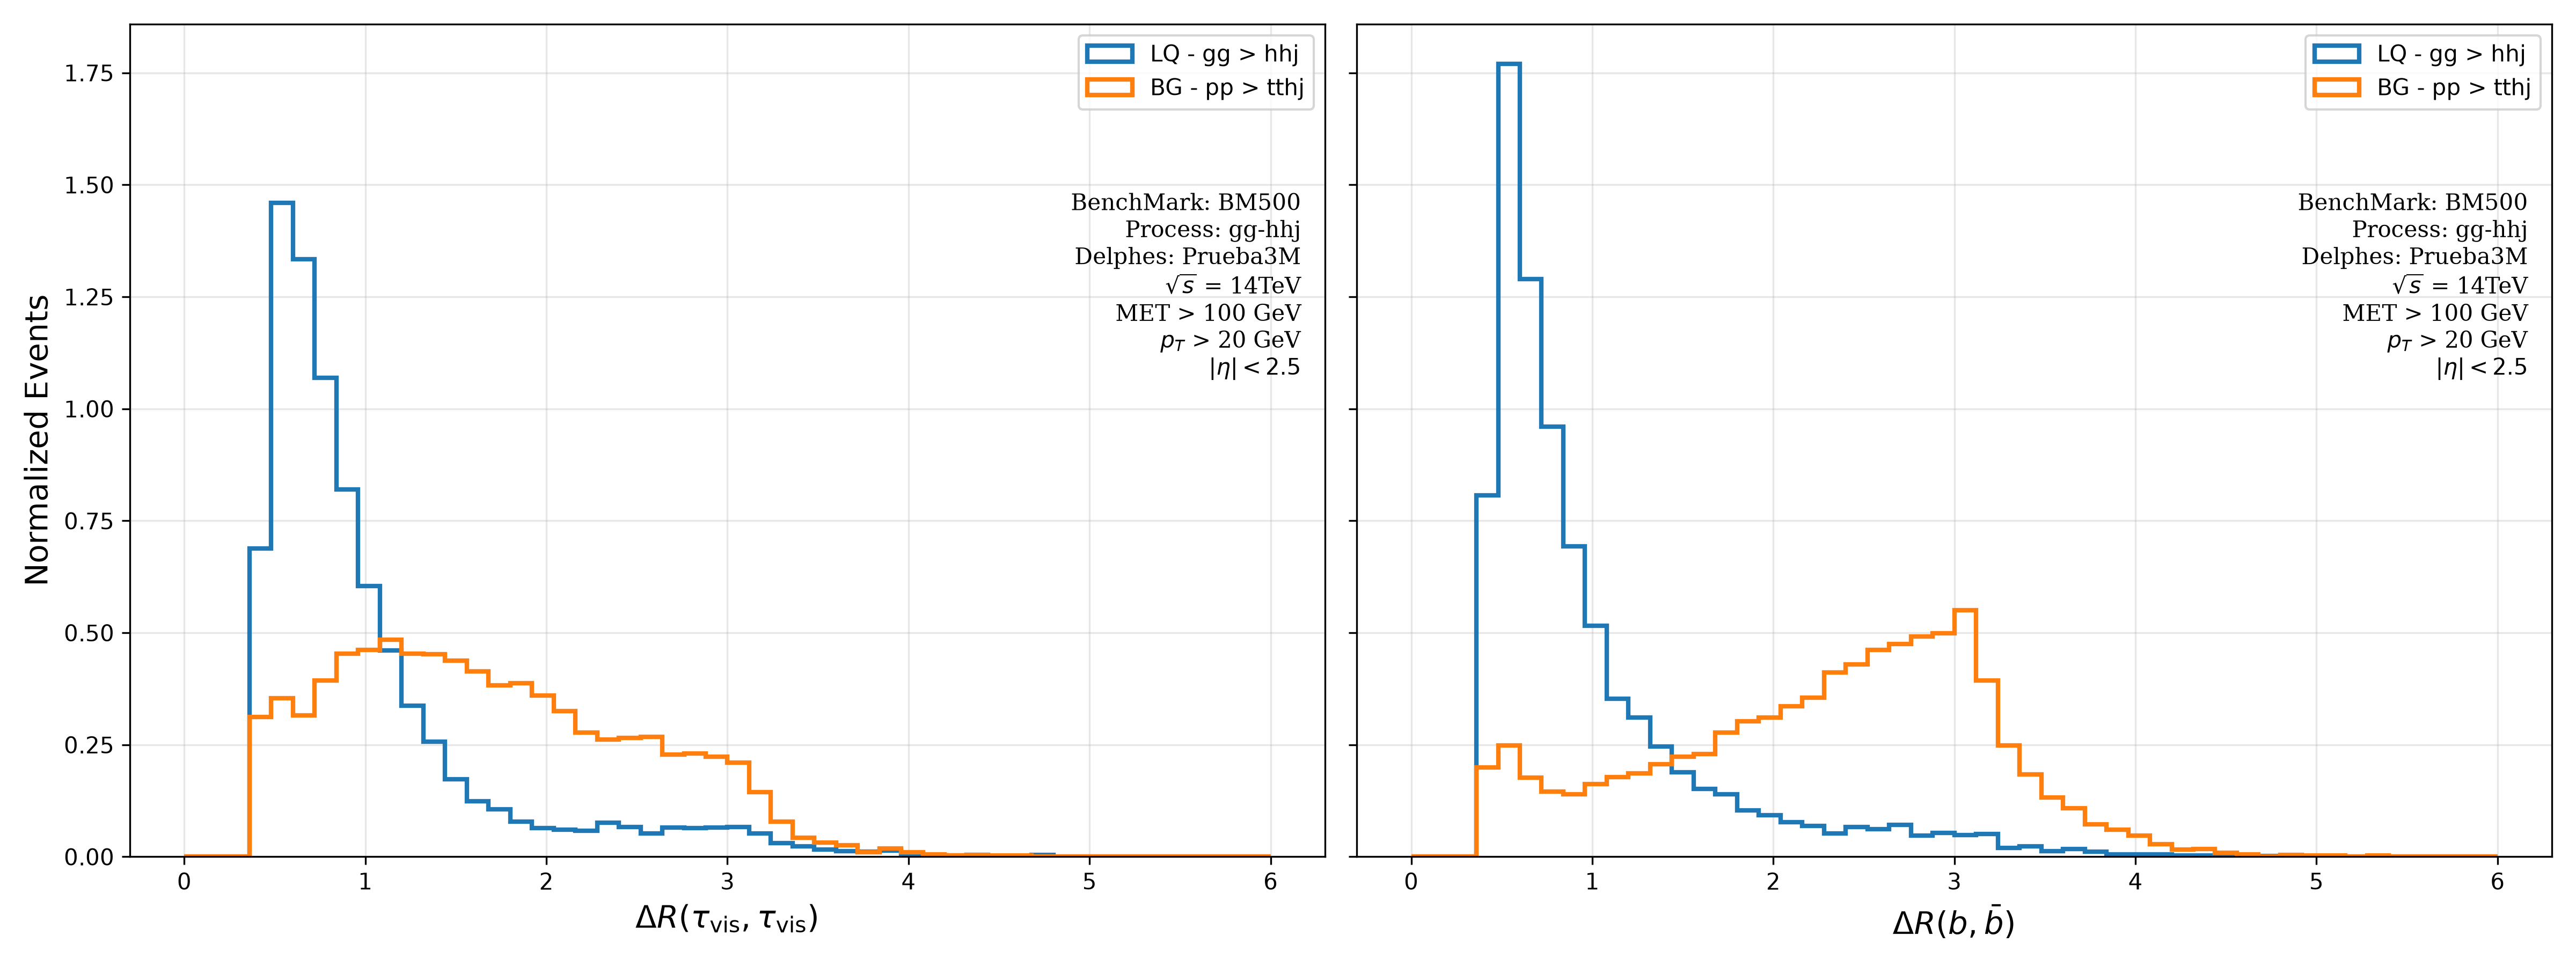 Normalized Events
1.75
1.50
1.25
1.00
0.75
0.50
0.25
0.00
LQ - gg > hhj
BG - pp > tthj
BenchMark: BM500
Process: gg-hhj
Delphes: Prueba3M
√s = 14TeV
MET > 100 GeV
p_T > 20 GeV
|η| < 2.5
0 1 2 3 4 5 6
ΔR(τ_vis, τ_vis)
LQ - gg > hhj
BG - pp > tthj
BenchMark: BM500
Process: gg-hhj
Delphes: Prueba3M
√s = 14TeV
MET > 100 GeV
p_T > 20 GeV
|η| < 2.5
0 1 2 3 4 5 6
ΔR(b, b̄)